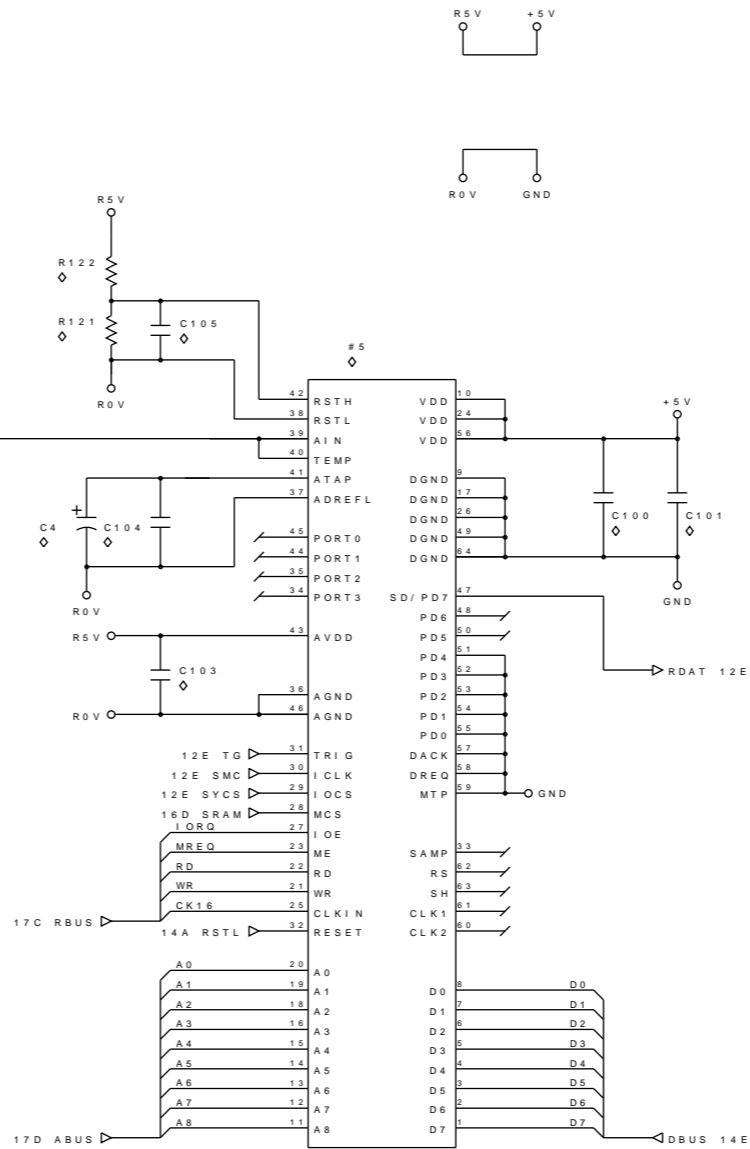 R5V +5V
R0V GND
R5V
R122
R121
C105
R0V
#5
42 RSTH VDD 10
38 RSTL VDD 24
39 AIN VDD 56
+5V
40 TEMP
41 ATAP DGND 9
37 ADREFL DGND 17
DGND 26
C4 C104
45 PORT0 DGND 49
44 PORT1 DGND 64
C100 C101
35 PORT2
34 PORT3 SD/PD7 47
GND
R0V
PD6 48
R5V 43 AVDD PD5 50
PD4 51
RDAT 12E
C103
PD3 52
36 AGND PD2 53
R0V 46 AGND PD1 54
PD0 55
12E TG 31 TRIG DACK 57
12E SMC 30 ICLK DREQ 58
12E SYCS 29 IOCS MTP 59 GND
16D SRAM 28 MCS
IORQ 27 IOE
MREQ 23 ME SAMP 33
RD 22 RD RS 62
WR 21 WR SH 63
CK16 25 CLKIN CLK1 61
17C RBUS
14A RSTL 32 RESET CLK2 60
A0 20 A0
A1 19 A1 D0 8 D0
A2 18 A2 D1 7 D1
A3 16 A3 D2 6 D2
A4 15 A4 D3 5 D3
A5 14 A5 D4 4 D4
A6 13 A6 D5 3 D5
A7 12 A7 D6 2 D6
A8 11 A8 D7 1 D7
17D ABUS DBUS 14E